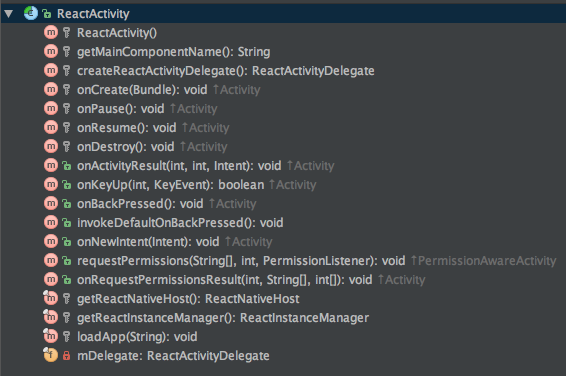 ReactActivity
ReactActivity()
getMainComponentName(): String
createReactActivityDelegate(): ReactActivityDelegate
onCreate(Bundle): void ↑Activity
onPause(): void ↑Activity
onResume(): void ↑Activity
onDestroy(): void ↑Activity
onActivityResult(int, int, Intent): void ↑Activity
onKeyUp(int, KeyEvent): boolean ↑Activity
onBackPressed(): void ↑Activity
invokeDefaultOnBackPressed(): void
onNewIntent(Intent): void ↑Activity
requestPermissions(String[], int, PermissionListener): void ↑PermissionAwareActivity
onRequestPermissionsResult(int, String[], int[]): void ↑Activity
getReactNativeHost(): ReactNativeHost
getReactInstanceManager(): ReactInstanceManager
loadApp(String): void
mDelegate: ReactActivityDelegate